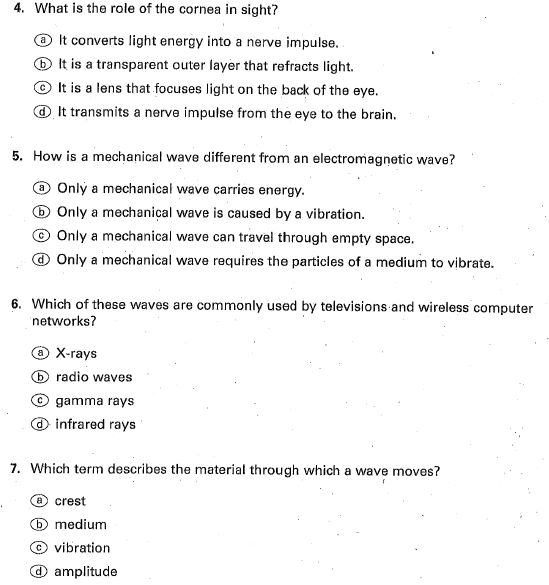 4. What is the role of the cornea in sight?
ⓐ It converts light energy into a nerve impulse.
ⓑ It is a transparent outer layer that refracts light.
ⓒ It is a lens that focuses light on the back of the eye.
ⓓ It transmits a nerve impulse from the eye to the brain.
5. How is a mechanical wave different from an electromagnetic wave?
ⓐ Only a mechanical wave carries energy.
ⓑ Only a mechanical wave is caused by a vibration.
ⓒ Only a mechanical wave can travel through empty space.
ⓓ Only a mechanical wave requires the particles of a medium to vibrate.
6. Which of these waves are commonly used by televisions and wireless computer
networks?
ⓐ X-rays
ⓑ radio waves
ⓒ gamma rays
ⓓ infrared rays
7. Which term describes the material through which a wave moves?
ⓐ crest
ⓑ medium
ⓒ vibration
ⓓ amplitude